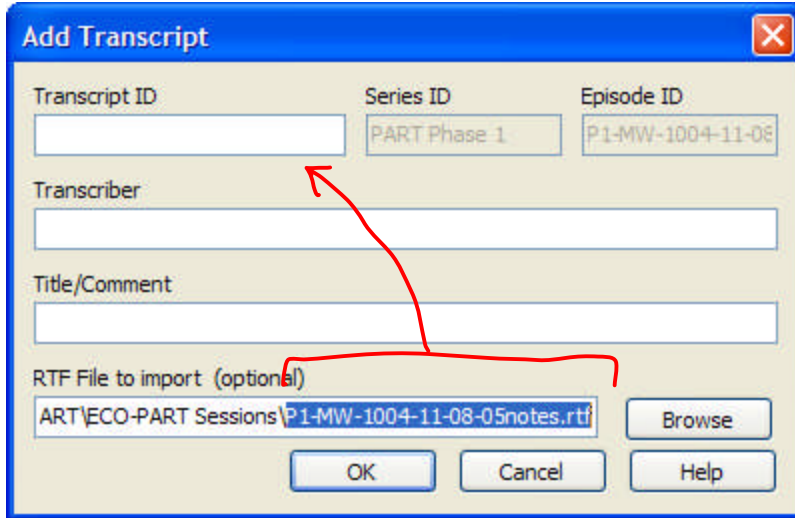 Add Transcript
Transcript ID Series ID Episode ID
PART Phase 1 P1-MW-1004-11-08
Transcriber
Title/Comment
RTF File to import (optional)
ART\ECO-PART Sessions\P1-MW-1004-11-08-05notes.rtf Browse
OK Cancel Help